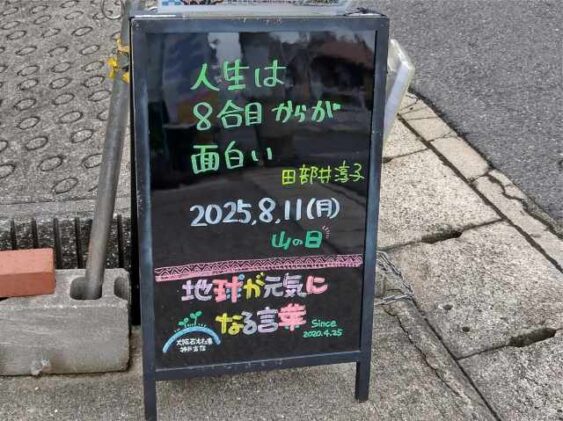 人生は
8合目からが
面白い
田部井淳子
2025.8.11(月)
山の日
地球が元気に
なる言葉
Since
2020.4.25